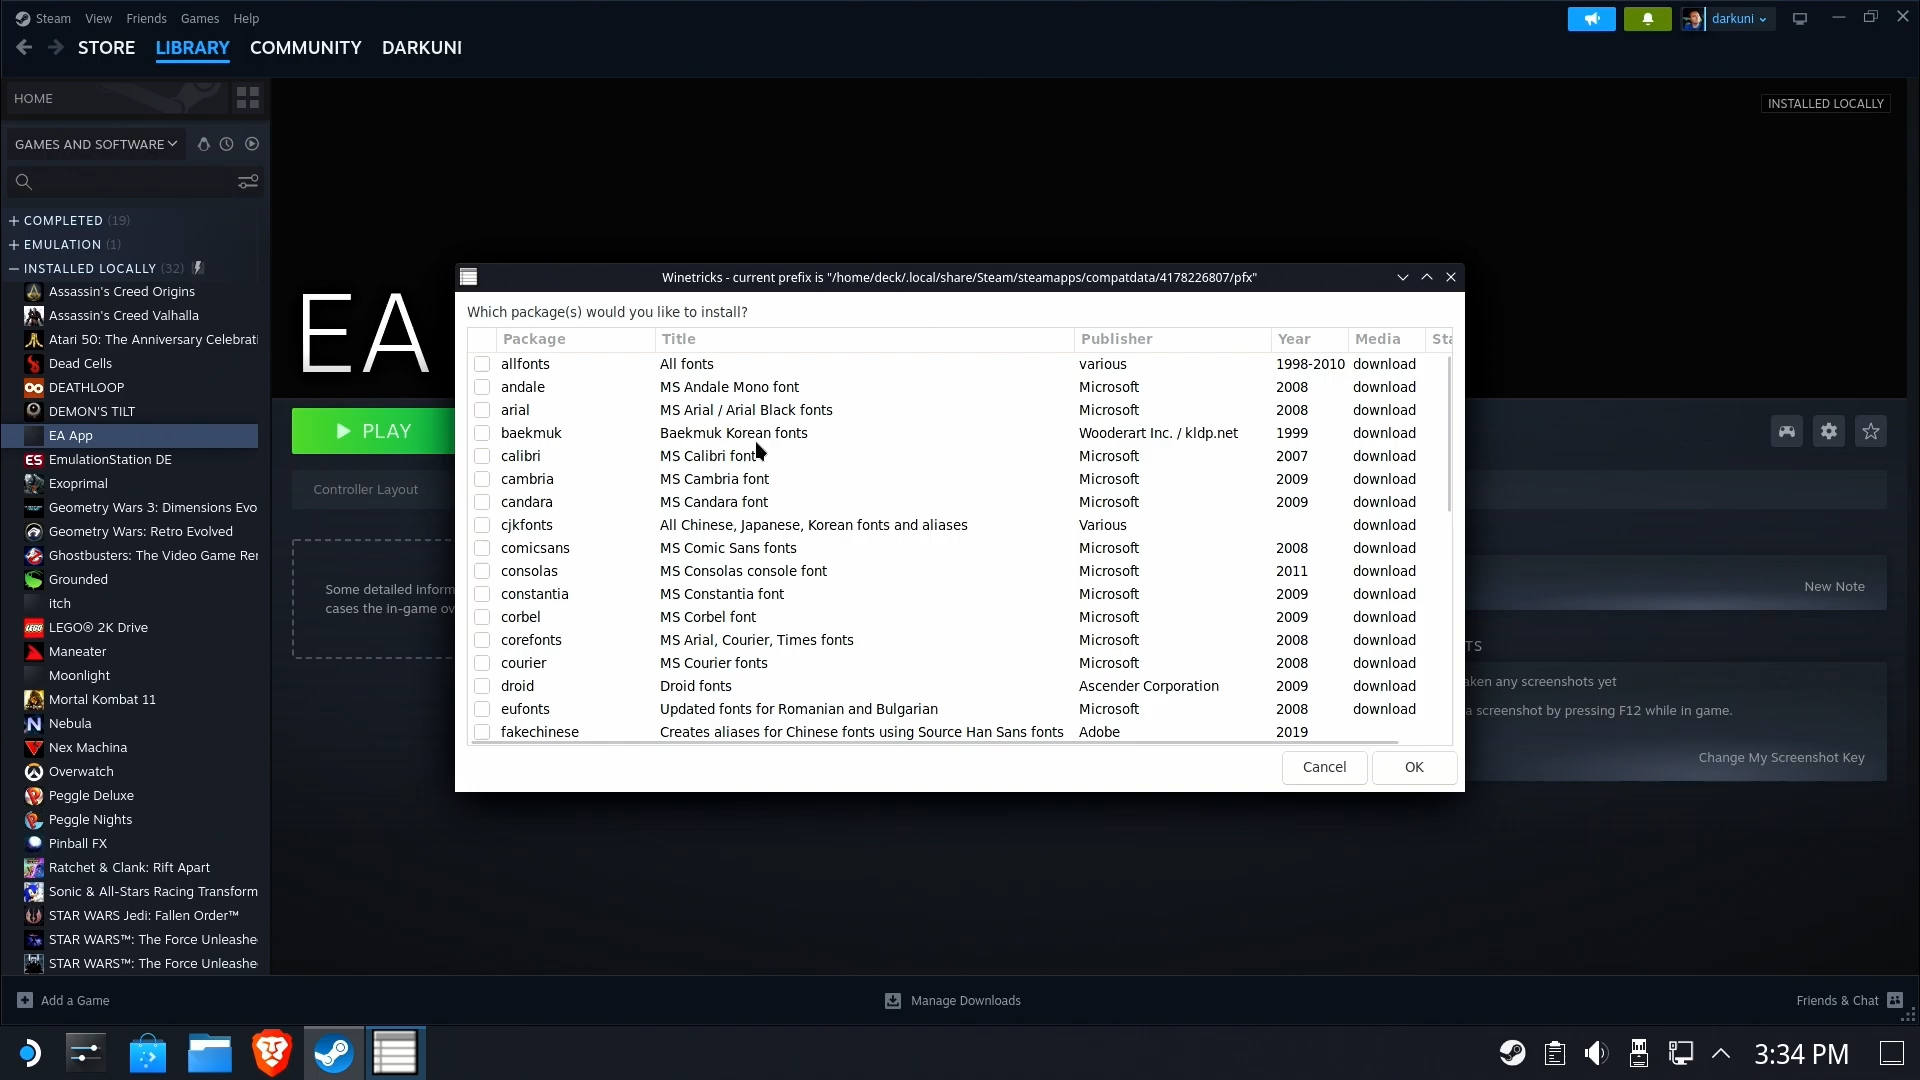 Steam View Friends Games Help darkuni
STORE LIBRARY COMMUNITY DARKUNI
HOME
INSTALLED LOCALLY
GAMES AND SOFTWARE
COMPLETED (19)
EMULATION (1)
INSTALLED LOCALLY (32)
Assassin's Creed Origins
Assassin's Creed Valhalla
Atari 50: The Anniversary Celebrati
Dead Cells
DEATHLOOP
DEMON'S TILT
EA App
ES EmulationStation DE
Exoprimal
Geometry Wars 3: Dimensions Evo
Geometry Wars: Retro Evolved
Ghostbusters: The Video Game Rer
Grounded
itch
LEGO® 2K Drive
Maneater
Moonlight
Mortal Kombat 11
Nebula
Nex Machina
Overwatch
Peggle Deluxe
Peggle Nights
Pinball FX
Ratchet & Clank: Rift Apart
Sonic & All-Stars Racing Transform
STAR WARS Jedi: Fallen Order™
STAR WARS™: The Force Unleashe
STAR WARS™: The Force Unleashe
EA
PLAY
Controller Layout
Some detailed inform
cases the in-game ov
Winetricks - current prefix is "/home/deck/.local/share/Steam/steamapps/compatdata/4178226807/pfx"
Which package(s) would you like to install?
Package Title Publisher Year Media Sta
allfonts All fonts various 1998-2010 download
andale MS Andale Mono font Microsoft 2008 download
arial MS Arial / Arial Black fonts Microsoft 2008 download
baekmuk Baekmuk Korean fonts Wooderart Inc. / kldp.net 1999 download
calibri MS Calibri font Microsoft 2007 download
cambria MS Cambria font Microsoft 2009 download
candara MS Candara font Microsoft 2009 download
cjkfonts All Chinese, Japanese, Korean fonts and aliases Various download
comicsans MS Comic Sans fonts Microsoft 2008 download
consolas MS Consolas console font Microsoft 2011 download
constantia MS Constantia font Microsoft 2009 download
corbel MS Corbel font Microsoft 2009 download
corefonts MS Arial, Courier, Times fonts Microsoft 2008 download
courier MS Courier fonts Microsoft 2008 download
droid Droid fonts Ascender Corporation 2009 download
eufonts Updated fonts for Romanian and Bulgarian Microsoft 2008 download
fakechinese Creates aliases for Chinese fonts using Source Han Sans fonts Adobe 2019
Cancel OK
New Note
TS
aken any screenshots yet
a screenshot by pressing F12 while in game.
Change My Screenshot Key
Add a Game Manage Downloads Friends & Chat
3:34 PM